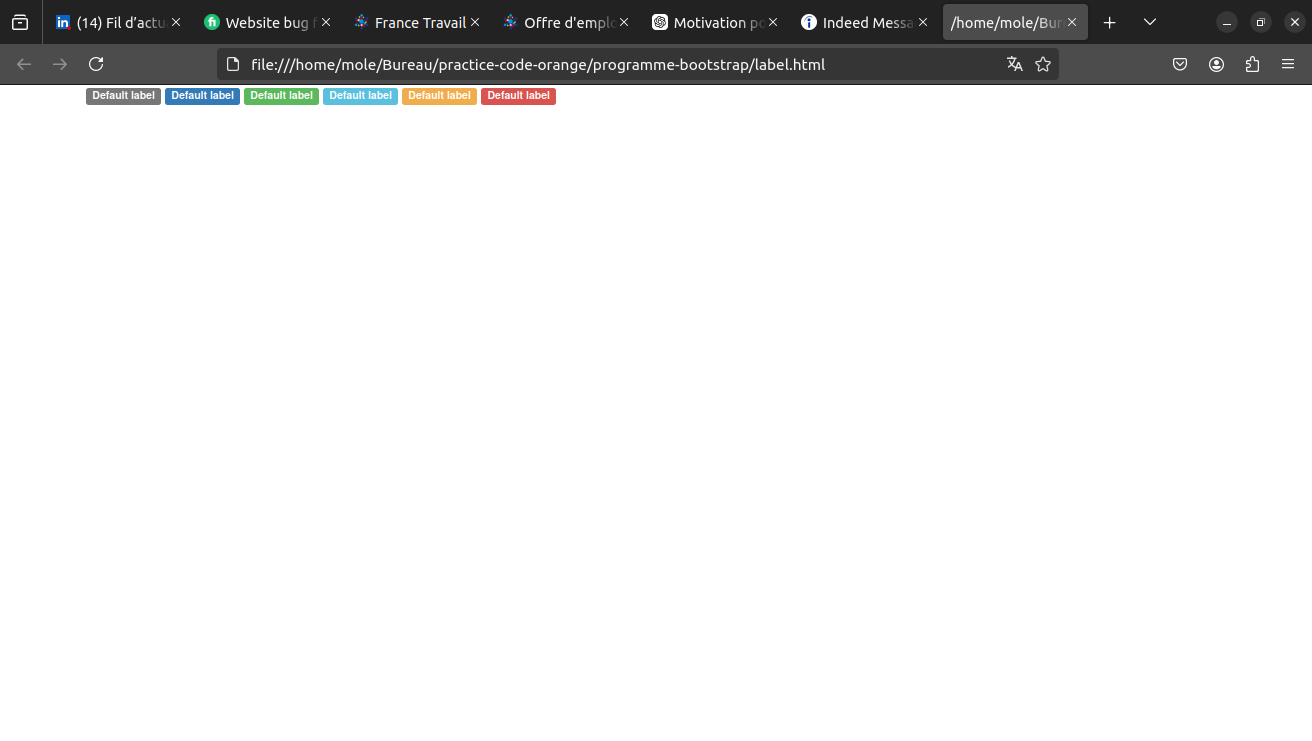 (14) Fil d’actu
Website bug f
France Travail
Offre d'emplo
Motivation po
Indeed Messa
/home/mole/Bur
file:///home/mole/Bureau/practice-code-orange/programme-bootstrap/label.html
Default label Default label Default label Default label Default label Default label